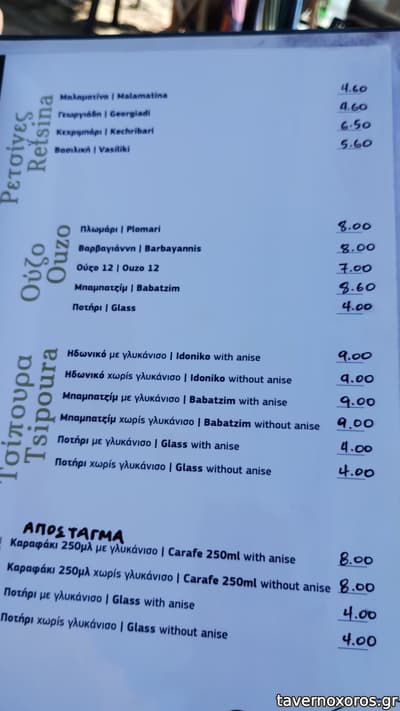 Ρετσίνες
Retsina
Μαλαματίνα | Malamatina 4.60
Γεωργιάδη | Georgiadi 4.60
Κεχριμπάρι | Kechribari 6.50
Βασιλική | Vasiliki 5.60
Ούζο
Ouzo
Πλωμάρι | Plomari 8.00
Βαρβαγιάννη | Barbayannis 8.00
Ούζο 12 | Ouzo 12 7.00
Μπαμπατζίμ | Babatzim 8.60
Ποτήρι | Glass 4.00
Τσίπουρα
Tsipoura
Ηδωνικό με γλυκάνισο | Idoniko with anise 9.00
Ηδωνικό χωρίς γλυκάνισο | Idoniko without anise 9.00
Μπαμπατζίμ με γλυκάνισο | Babatzim with anise 9.00
Μπαμπατζίμ χωρίς γλυκάνισο | Babatzim without anise 9.00
Ποτήρι με γλυκάνισο | Glass with anise 4.00
Ποτήρι χωρίς γλυκάνισο | Glass without anise 4.00
ΑΠΟΣΤΑΓΜΑ
Καραφάκι 250μλ με γλυκάνισο | Carafe 250ml with anise 8.00
Καραφάκι 250μλ χωρίς γλυκάνισο | Carafe 250ml without anise 8.00
Ποτήρι με γλυκάνισο | Glass with anise 4.00
Ποτήρι χωρίς γλυκάνισο | Glass without anise 4.00
tavernoxoros.gr